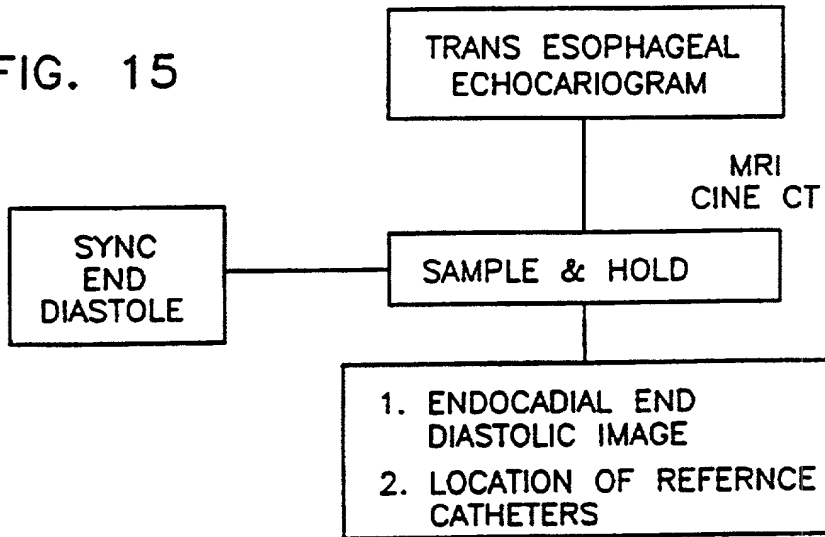 FIG. 15
TRANS ESOPHAGEAL
ECHOCARIOGRAM
MRI
CINE CT
SYNC
END
DIASTOLE
SAMPLE & HOLD
1. ENDOCADIAL END
DIASTOLIC IMAGE
2. LOCATION OF REFERNCE
CATHETERS